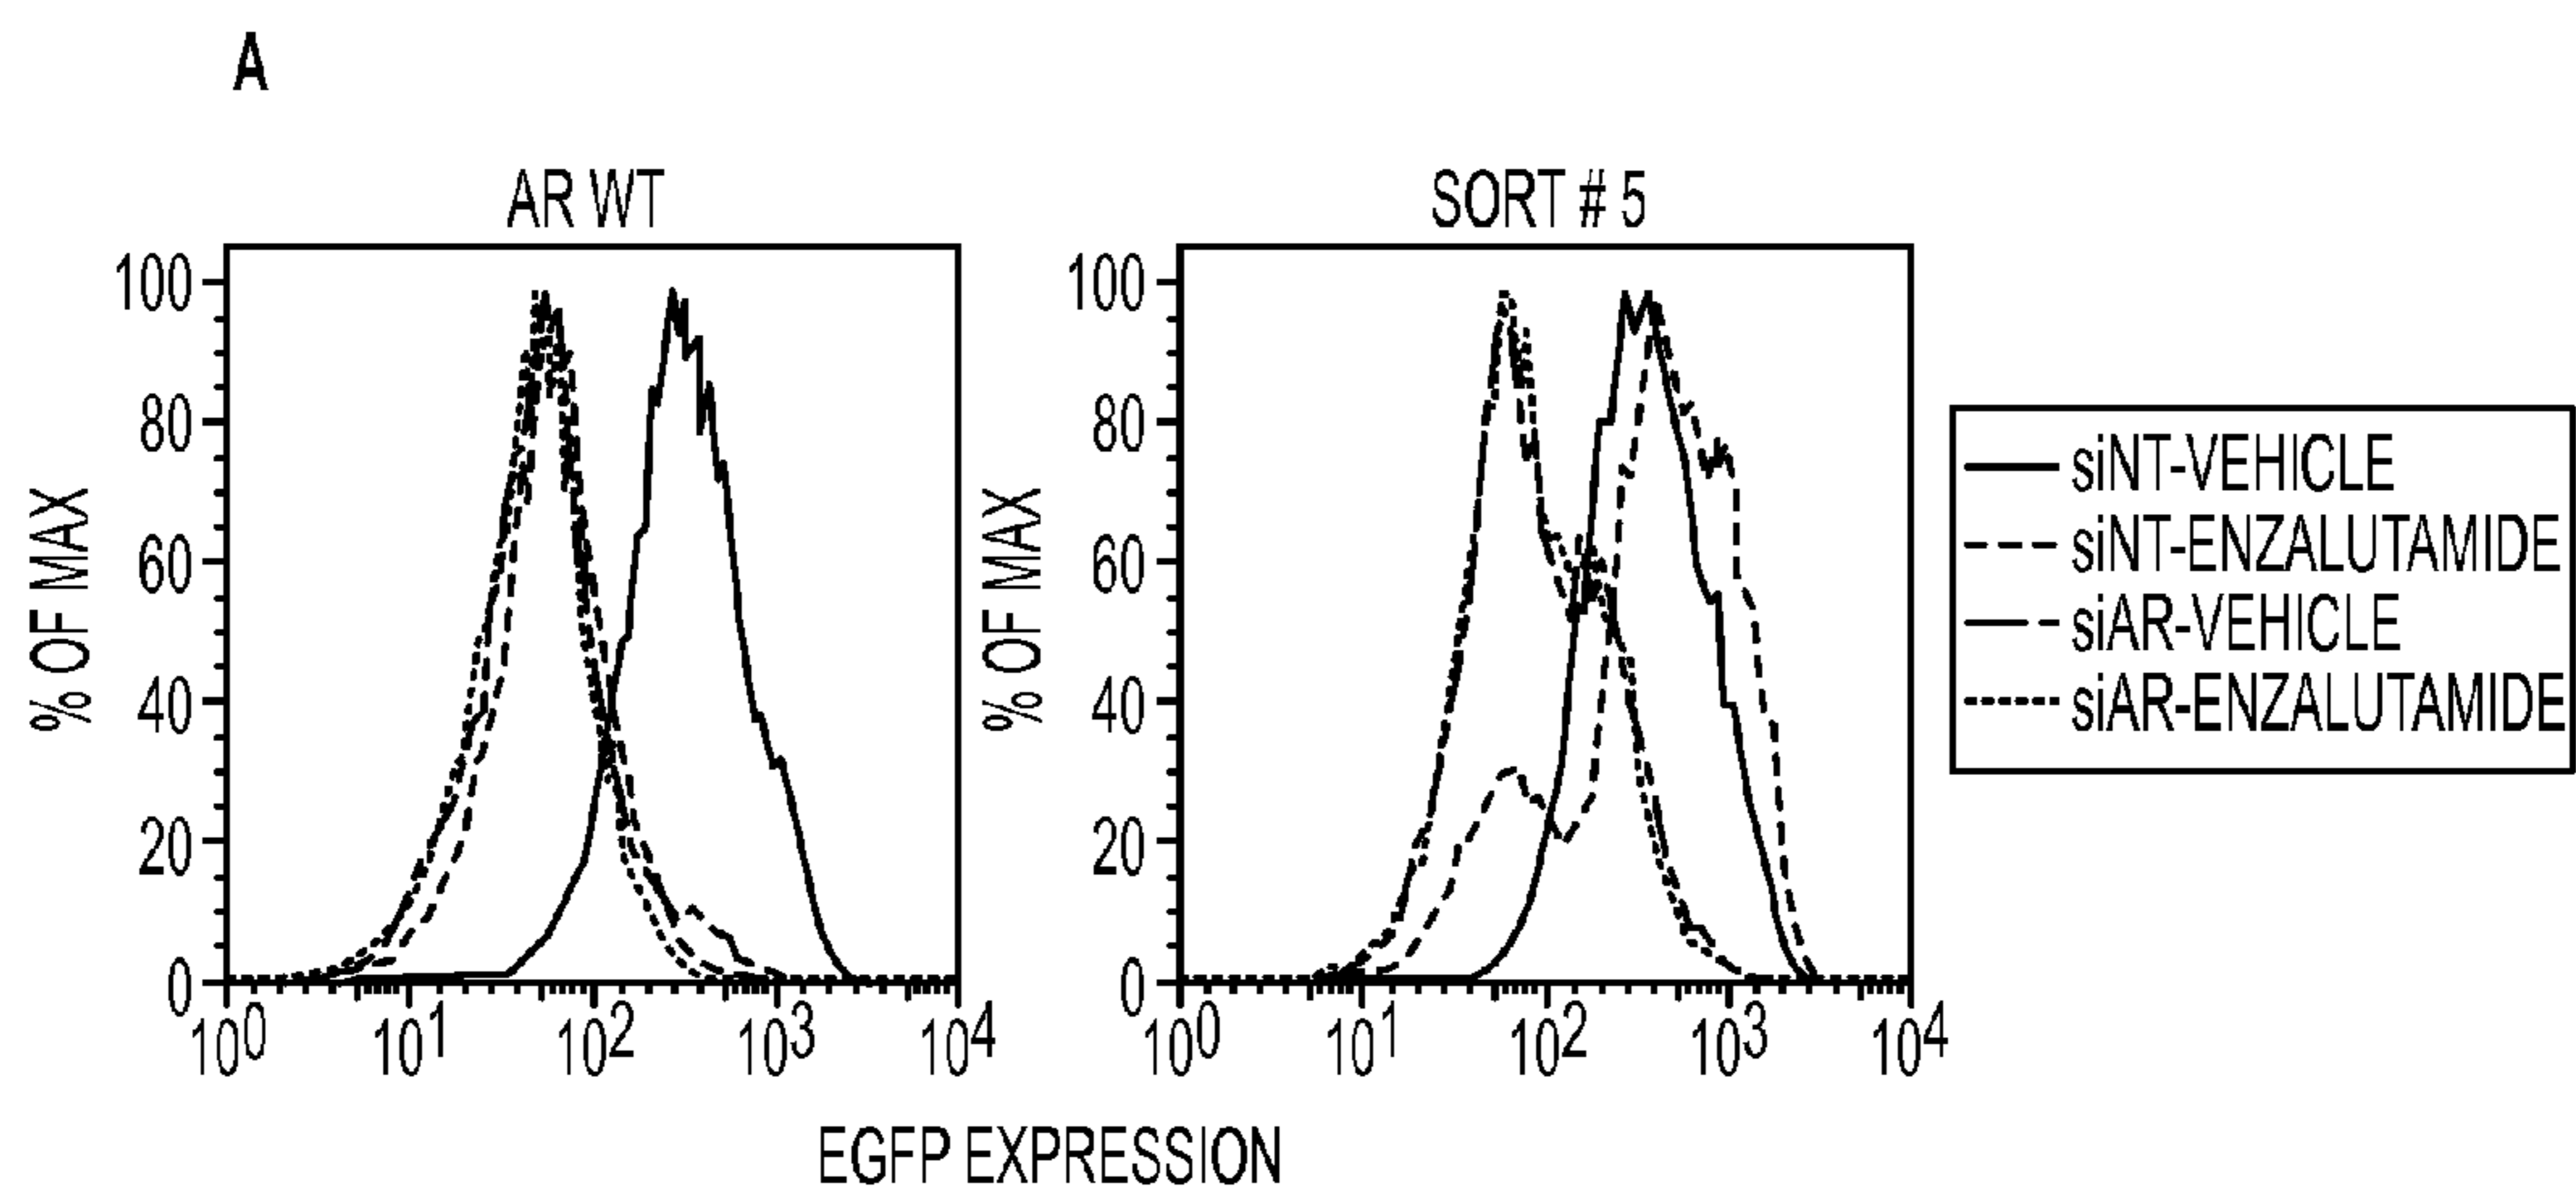 A
AR WT
SORT # 5
% OF MAX
100
80
60
40
20
0
10^0 10^1 10^2 10^3 10^4
% OF MAX
100
80
60
40
20
0
10^0 10^1 10^2 10^3 10^4
EGFP EXPRESSION
siNT-VEHICLE
siNT-ENZALUTAMIDE
siAR-VEHICLE
siAR-ENZALUTAMIDE